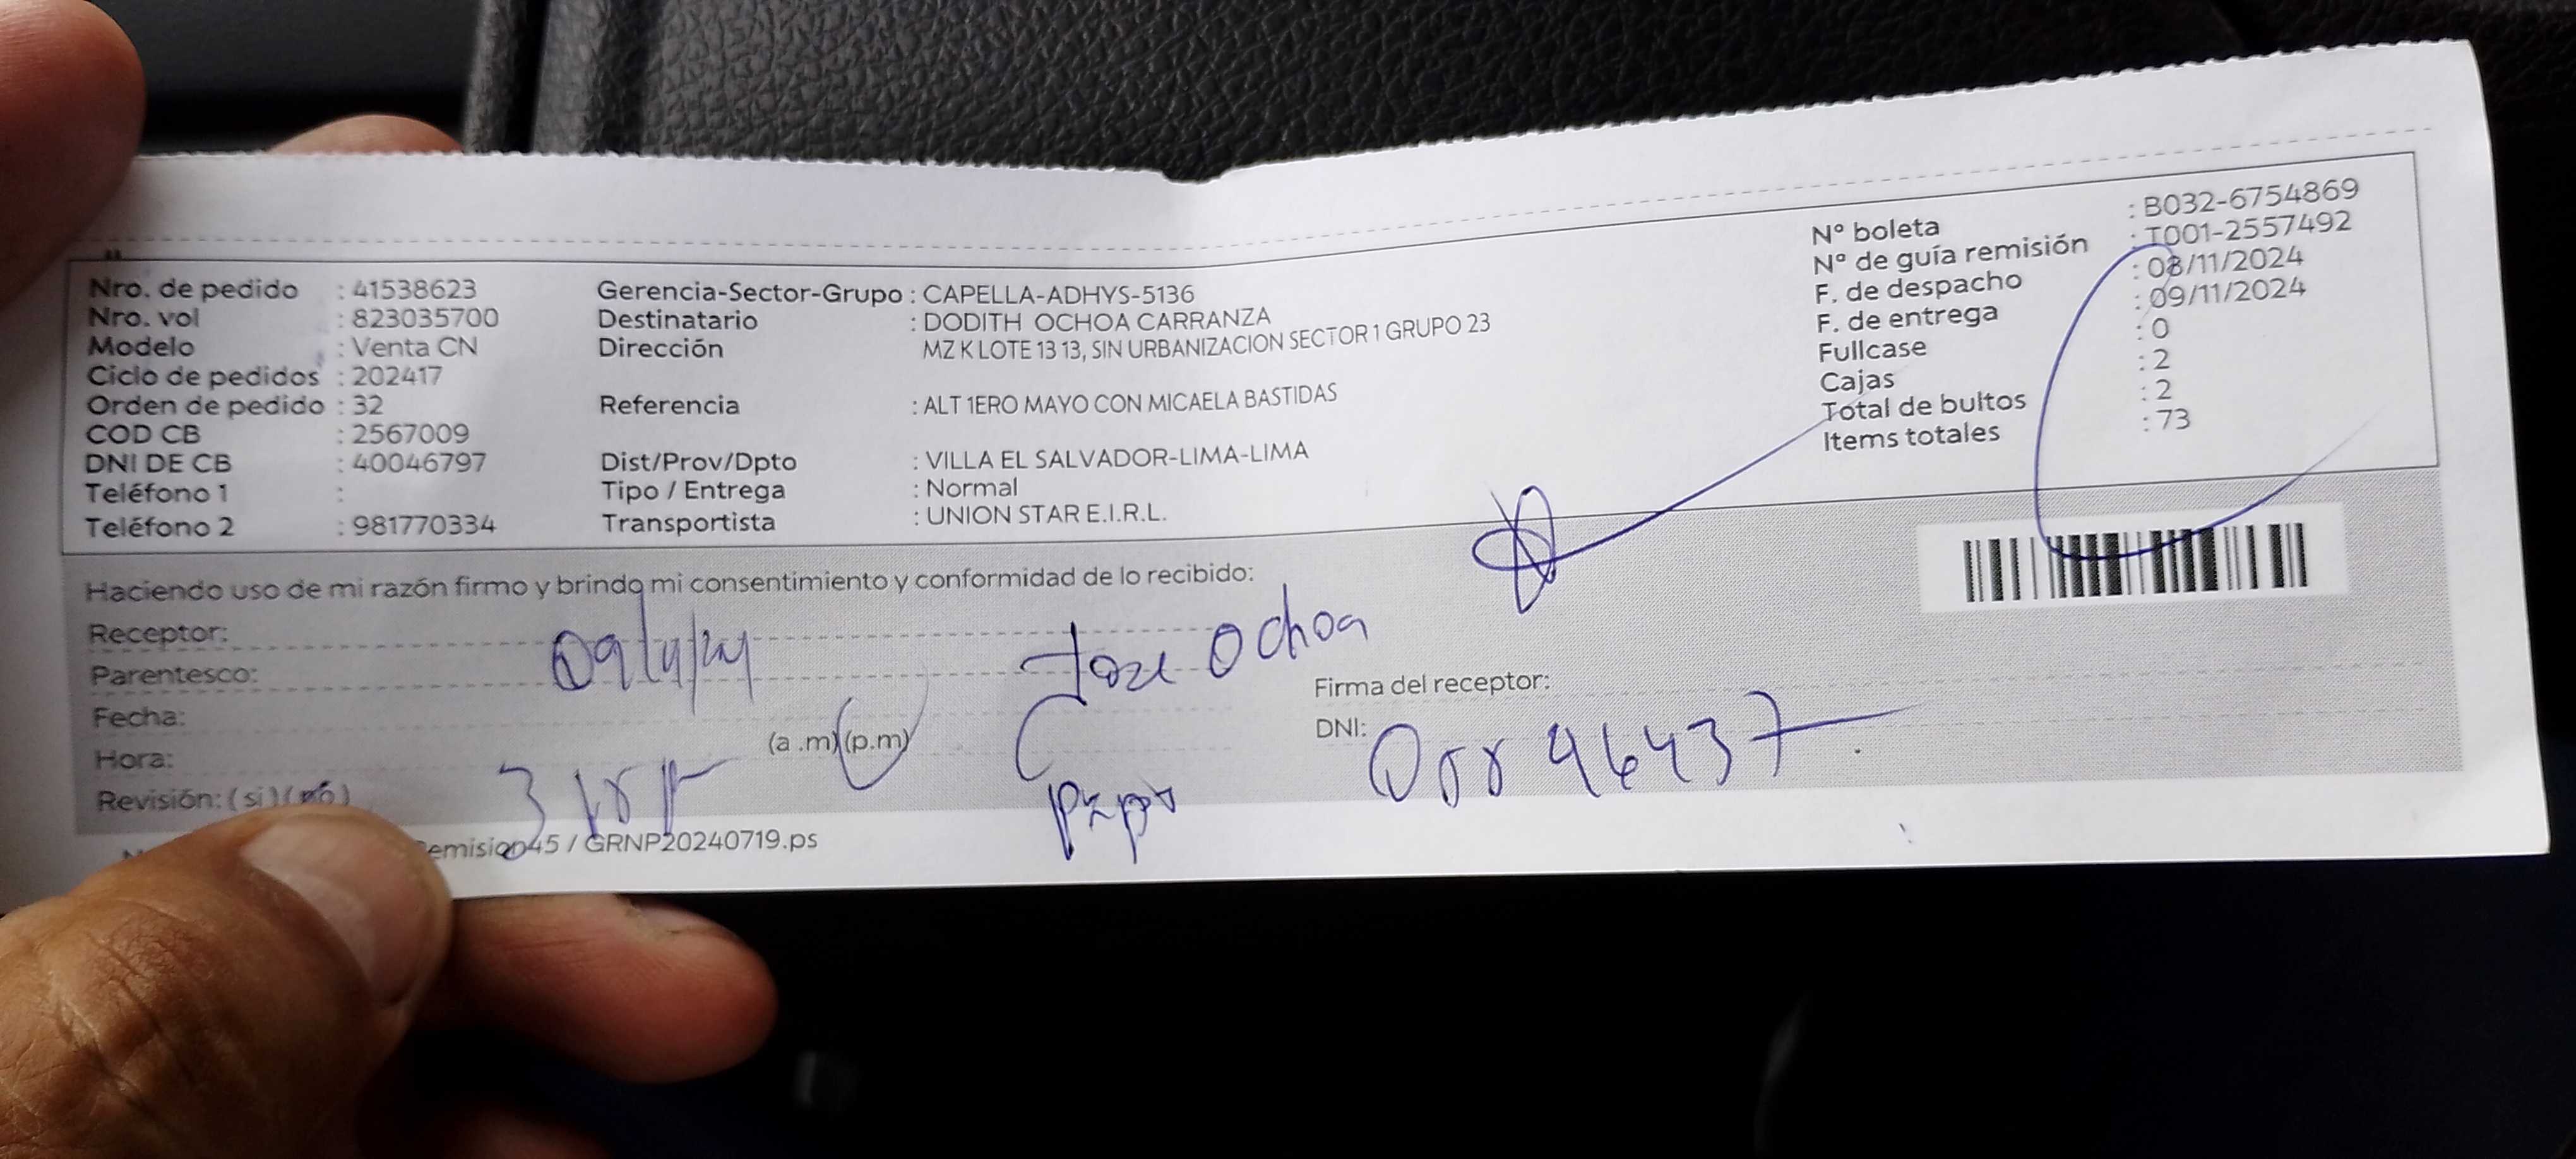 Nro. de pedido : 41538623
Nro. vol : 823035700
Modelo : Venta CN
Ciclo de pedidos : 202417
Orden de pedido : 32
COD CB : 2567009
DNI DE CB : 40046797
Teléfono 1 :
Teléfono 2 : 981770334
Gerencia-Sector-Grupo : CAPELLA-ADHYS-5136
Destinatario : DODITH OCHOA CARRANZA
Dirección MZ K LOTE 13 13, SIN URBANIZACION SECTOR 1 GRUPO 23
Referencia : ALT 1ERO MAYO CON MICAELA BASTIDAS
Dist/Prov/Dpto : VILLA EL SALVADOR-LIMA-LIMA
Tipo / Entrega : Normal
Transportista : UNION STAR E.I.R.L.
N° boleta : B032-6754869
N° de guía remisión : T001-2557492
F. de despacho : 08/11/2024
F. de entrega : 09/11/2024
Fullcase : 0
Cajas : 2
Total de bultos : 2
Items totales : 73
Haciendo uso de mi razón firmo y brindo mi consentimiento y conformidad de lo recibido:
Receptor: Jose Ochoa
Parentesco: 09/11/24
Fecha:
(a .m) (p.m)
Hora:
Revisión: (si) (no)
Firma del receptor:
DNI:
emision45 / GRNP20240719.ps